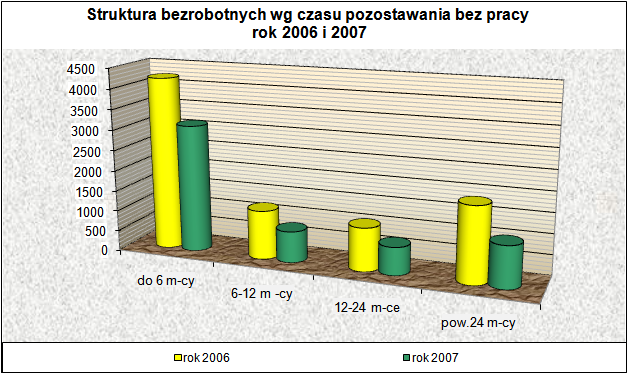 Struktura bezrobotnych wg czasu pozostawania bez pracy
rok 2006 i 2007
4500
4000
3500
3000
2500
2000
1500
1000
500
0
do 6 m-cy
6-12 m -cy
12-24 m-ce
pow.24 m-cy
rok 2006
rok 2007